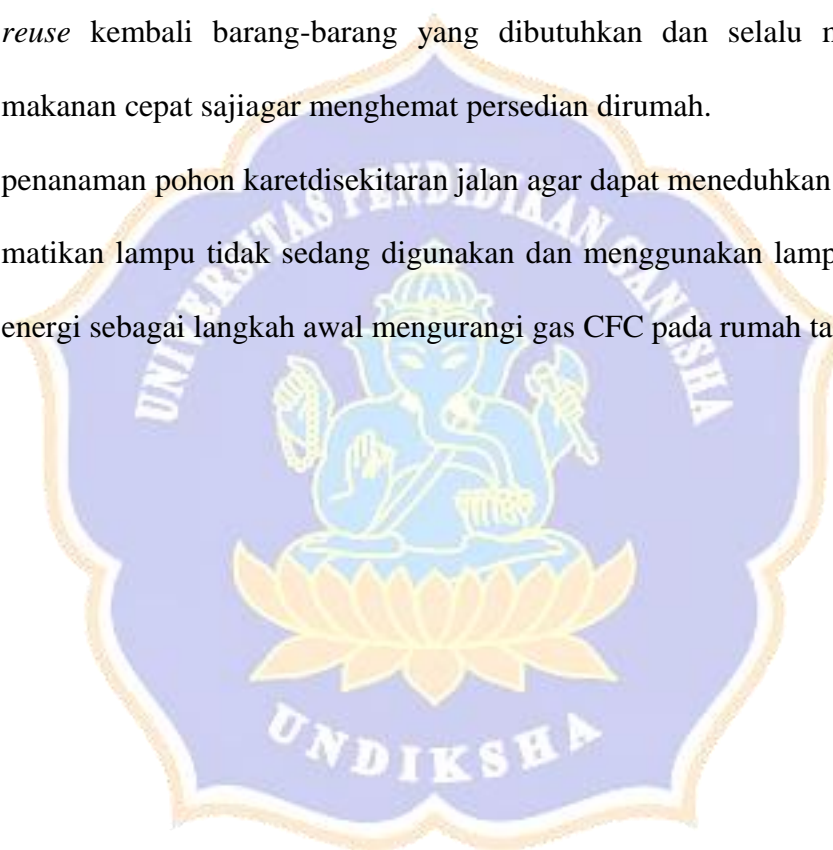 reuse kembali barang-barang yang dibutuhkan dan selalu
makanan cepat sajiagar menghemat persedian dirumah.
penanaman pohon karetdisekitaran jalan agar dapat meneduhkan
matikan lampu tidak sedang digunakan dan menggunakan
energi sebagai langkah awal mengurangi gas CFC pada rumah
UNIVERSITAS PENDIDIKAN GANESHA
UNDIKSHA